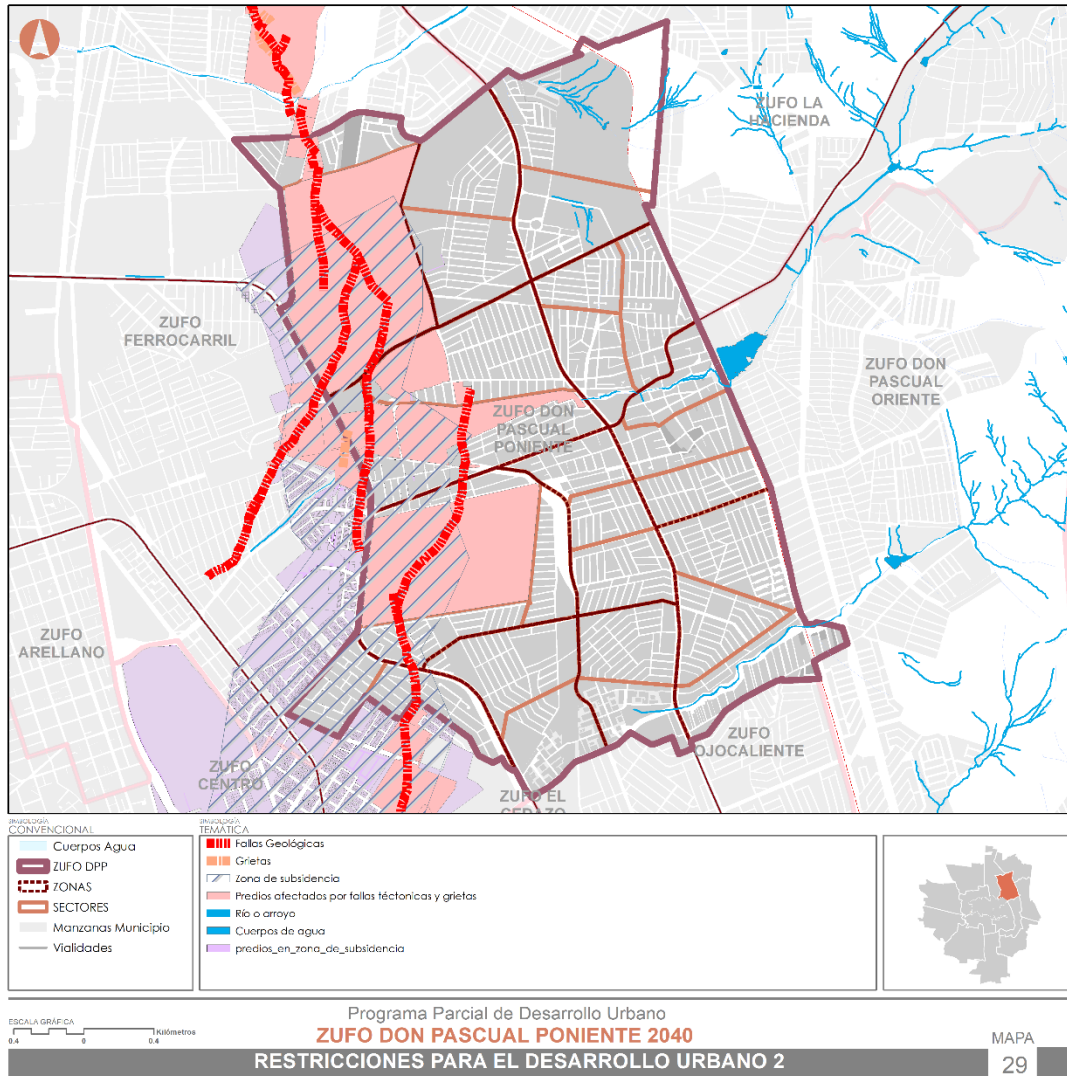 ZUFO LA
HACIENDA
ZUFO
FERROCARRIL
ZUFO DON
PASCUAL
ORIENTE
ZUFO DON
PASCUAL
PONIENTE
ZUFO
ARELLANO
ZUFO
OJOCALIENTE
ZUFO
CENTRO
ZUFO EL
CEDAZO
SIMBOLOGÍA
CONVENCIONAL
Cuerpos Agua
ZUFO DPP
ZONAS
SECTORES
Manzanas Municipio
Vialidades
SIMBOLOGÍA
TEMÁTICA
Fallas Geológicas
Grietas
Zona de subsidencia
Predios afectados por fallas téctonicas y grietas
Río o arroyo
Cuerpos de agua
predios_en_zona_de_subsidencia
ESCALA GRÁFICA
Kilómetros
0.4 0 0.4
Programa Parcial de Desarrollo Urbano
ZUFO DON PASCUAL PONIENTE 2040
RESTRICCIONES PARA EL DESARROLLO URBANO 2
MAPA
29